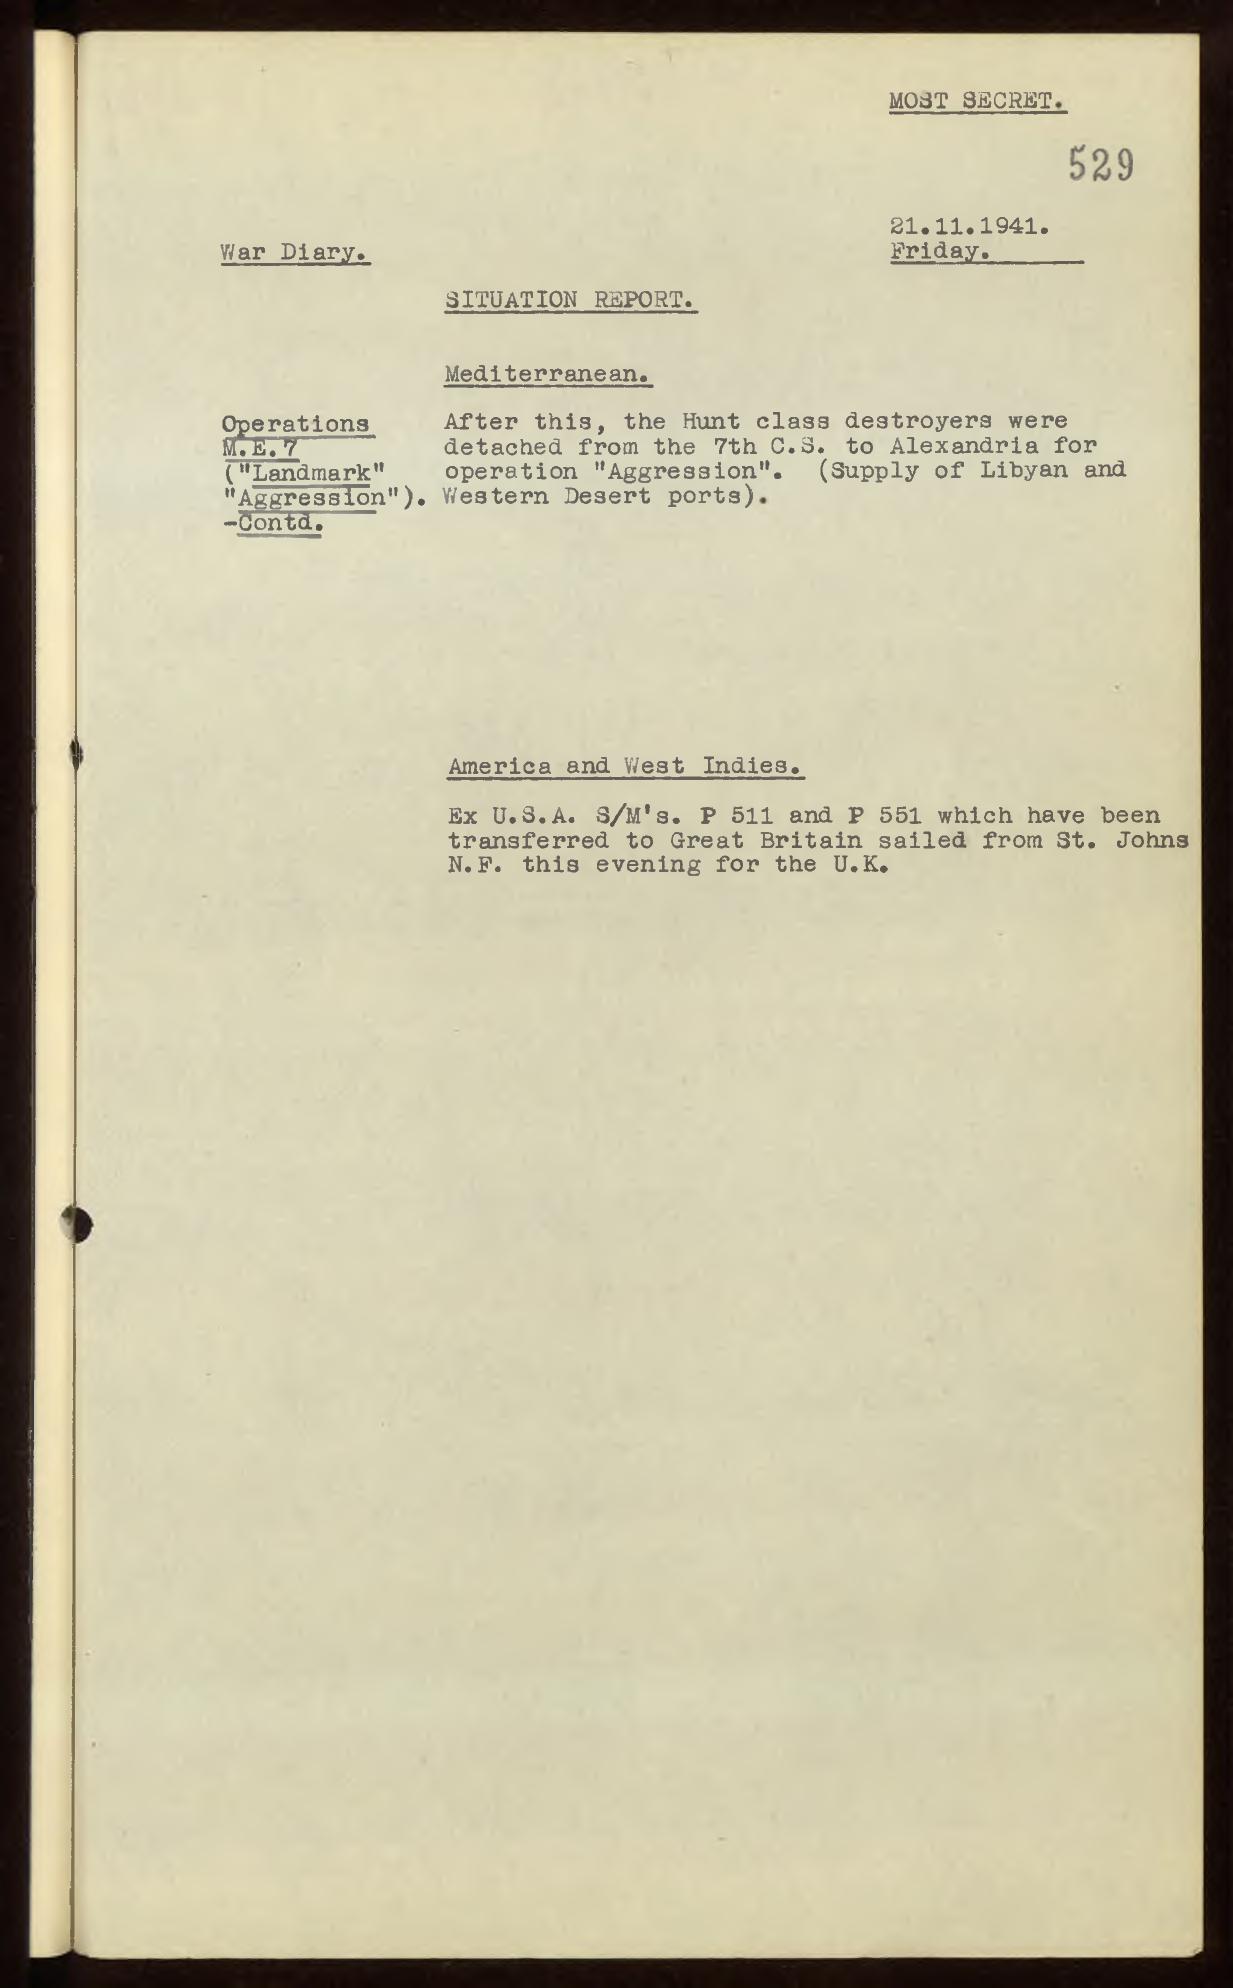 MOST SECRET.
529
21.11.1941.
War Diary.
Friday.
SITUATION REPORT.
Mediterranean.
Operations
M.E.7
("Landmark"
"Aggression").
-Contd.
After this, the Hunt class destroyers were
detached from the 7th C.S. to Alexandria for
operation "Aggression". (Supply of Libyan and
Western Desert ports).
America and West Indies.
Ex U.S.A. S/M's. P 511 and P 551 which have been
transferred to Great Britain sailed from St. Johns
N.F. this evening for the U.K.